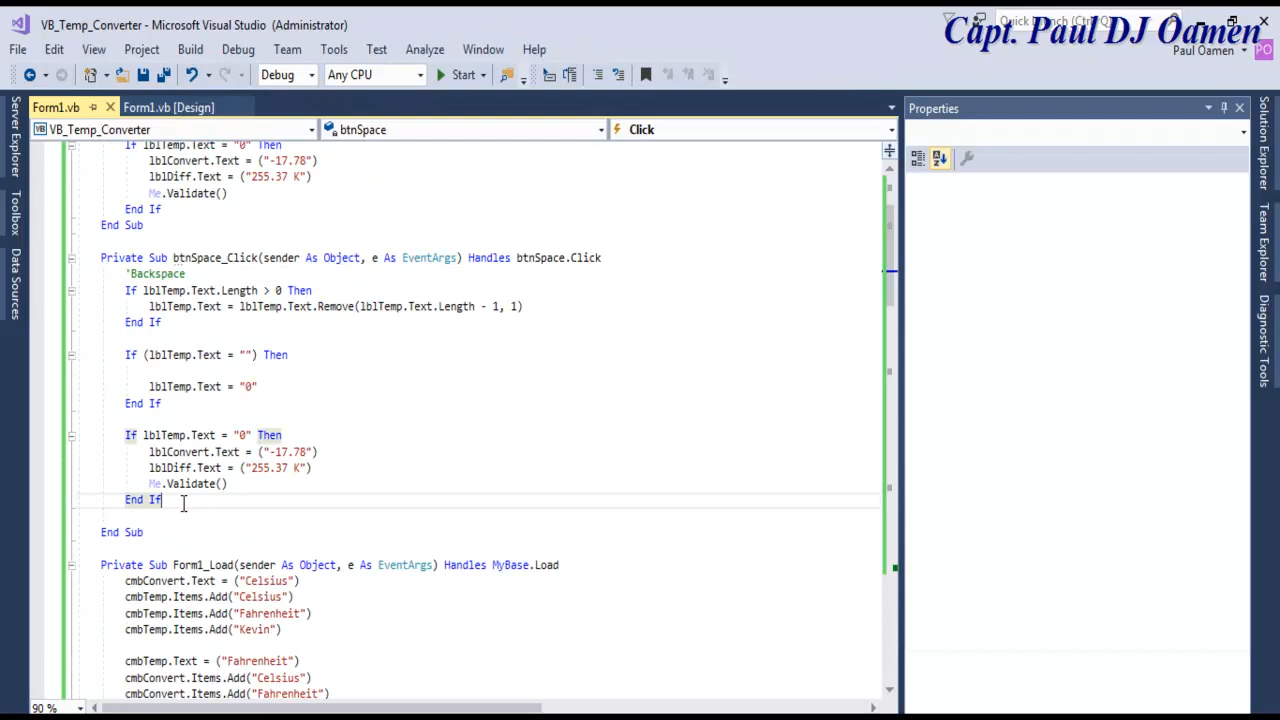 VB_Temp_Converter - Microsoft Visual Studio (Administrator)
Capt. Paul DJ Oamen
File Edit View Project Build Debug Team Tools Test Analyze Window Help
Paul Oamen
PO
Debug Any CPU Start
Form1.vb Form1.vb [Design]
Properties
VB_Temp_Converter btnSpace Click
Server Explorer
Toolbox
Data Sources
If lblTemp.Text = "0" Then
lblConvert.Text = ("-17.78")
lblDiff.Text = ("255.37 K")
Me.Validate()
End If
End Sub
Private Sub btnSpace_Click(sender As Object, e As EventArgs) Handles btnSpace.Click
'Backspace
If lblTemp.Text.Length > 0 Then
lblTemp.Text = lblTemp.Text.Remove(lblTemp.Text.Length - 1, 1)
End If
If (lblTemp.Text = "") Then
lblTemp.Text = "0"
End If
If lblTemp.Text = "0" Then
lblConvert.Text = ("-17.78")
lblDiff.Text = ("255.37 K")
Me.Validate()
End If
End Sub
Private Sub Form1_Load(sender As Object, e As EventArgs) Handles MyBase.Load
cmbConvert.Text = ("Celsius")
cmbTemp.Items.Add("Celsius")
cmbTemp.Items.Add("Fahrenheit")
cmbTemp.Items.Add("Kevin")
cmbTemp.Text = ("Fahrenheit")
cmbConvert.Items.Add("Celsius")
cmbConvert.Items.Add("Fahrenheit")
90 %
Solution Explorer
Team Explorer
Diagnostic Tools